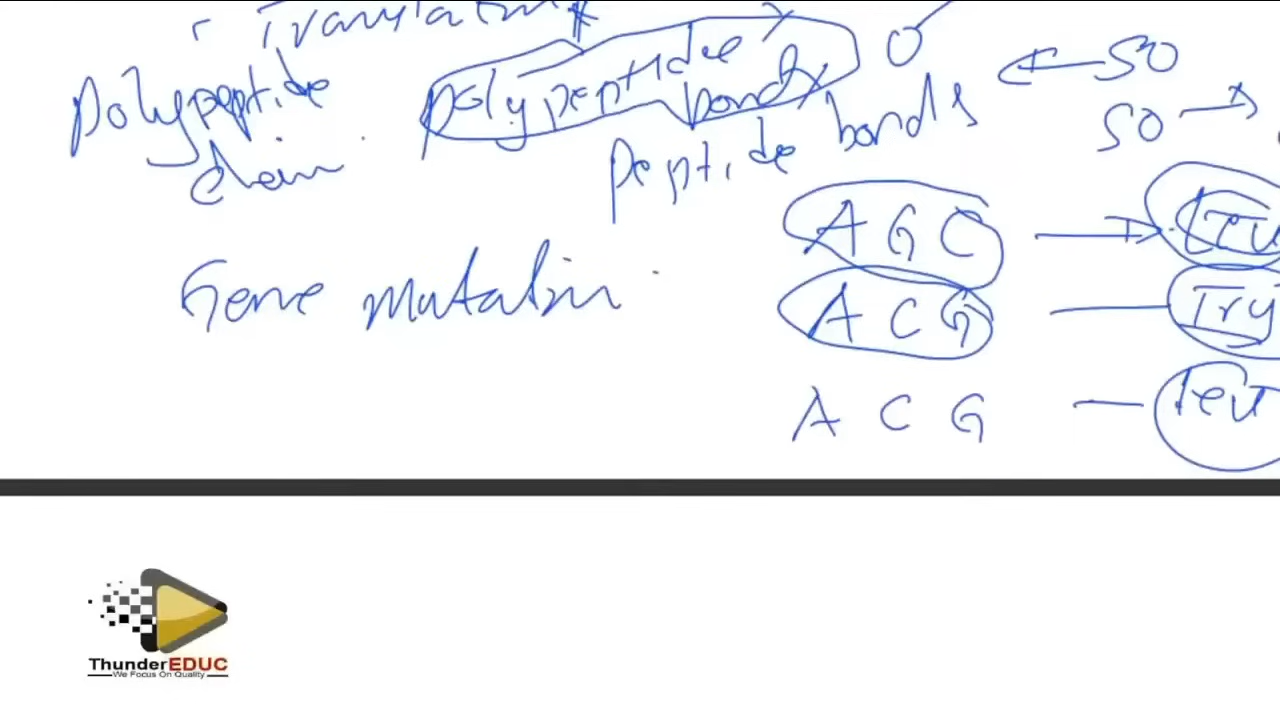 Translation
polypeptide
chain
polypeptide
bonds
peptide bonds
50
50
AGC
Gene mutation
ACG
Try
ACG
Leu
ThunderEDUC
We Focus On Quality